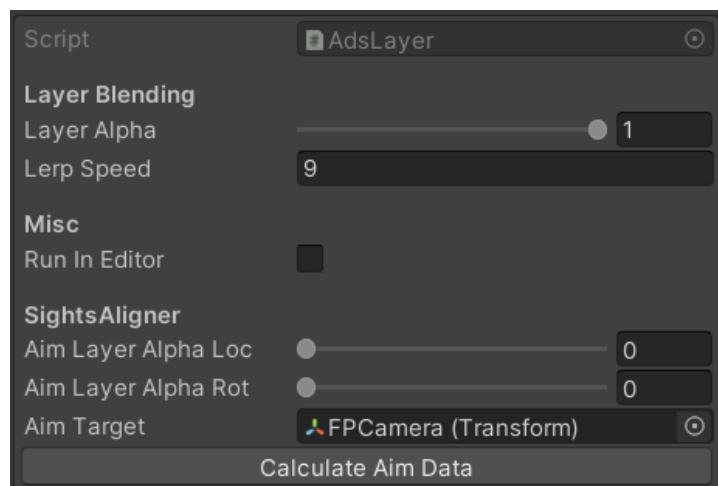 Script AdsLayer
Layer Blending
Layer Alpha 1
Lerp Speed 9
Misc
Run In Editor
SightsAligner
Aim Layer Alpha Loc 0
Aim Layer Alpha Rot 0
Aim Target FPCamera (Transform)
Calculate Aim Data